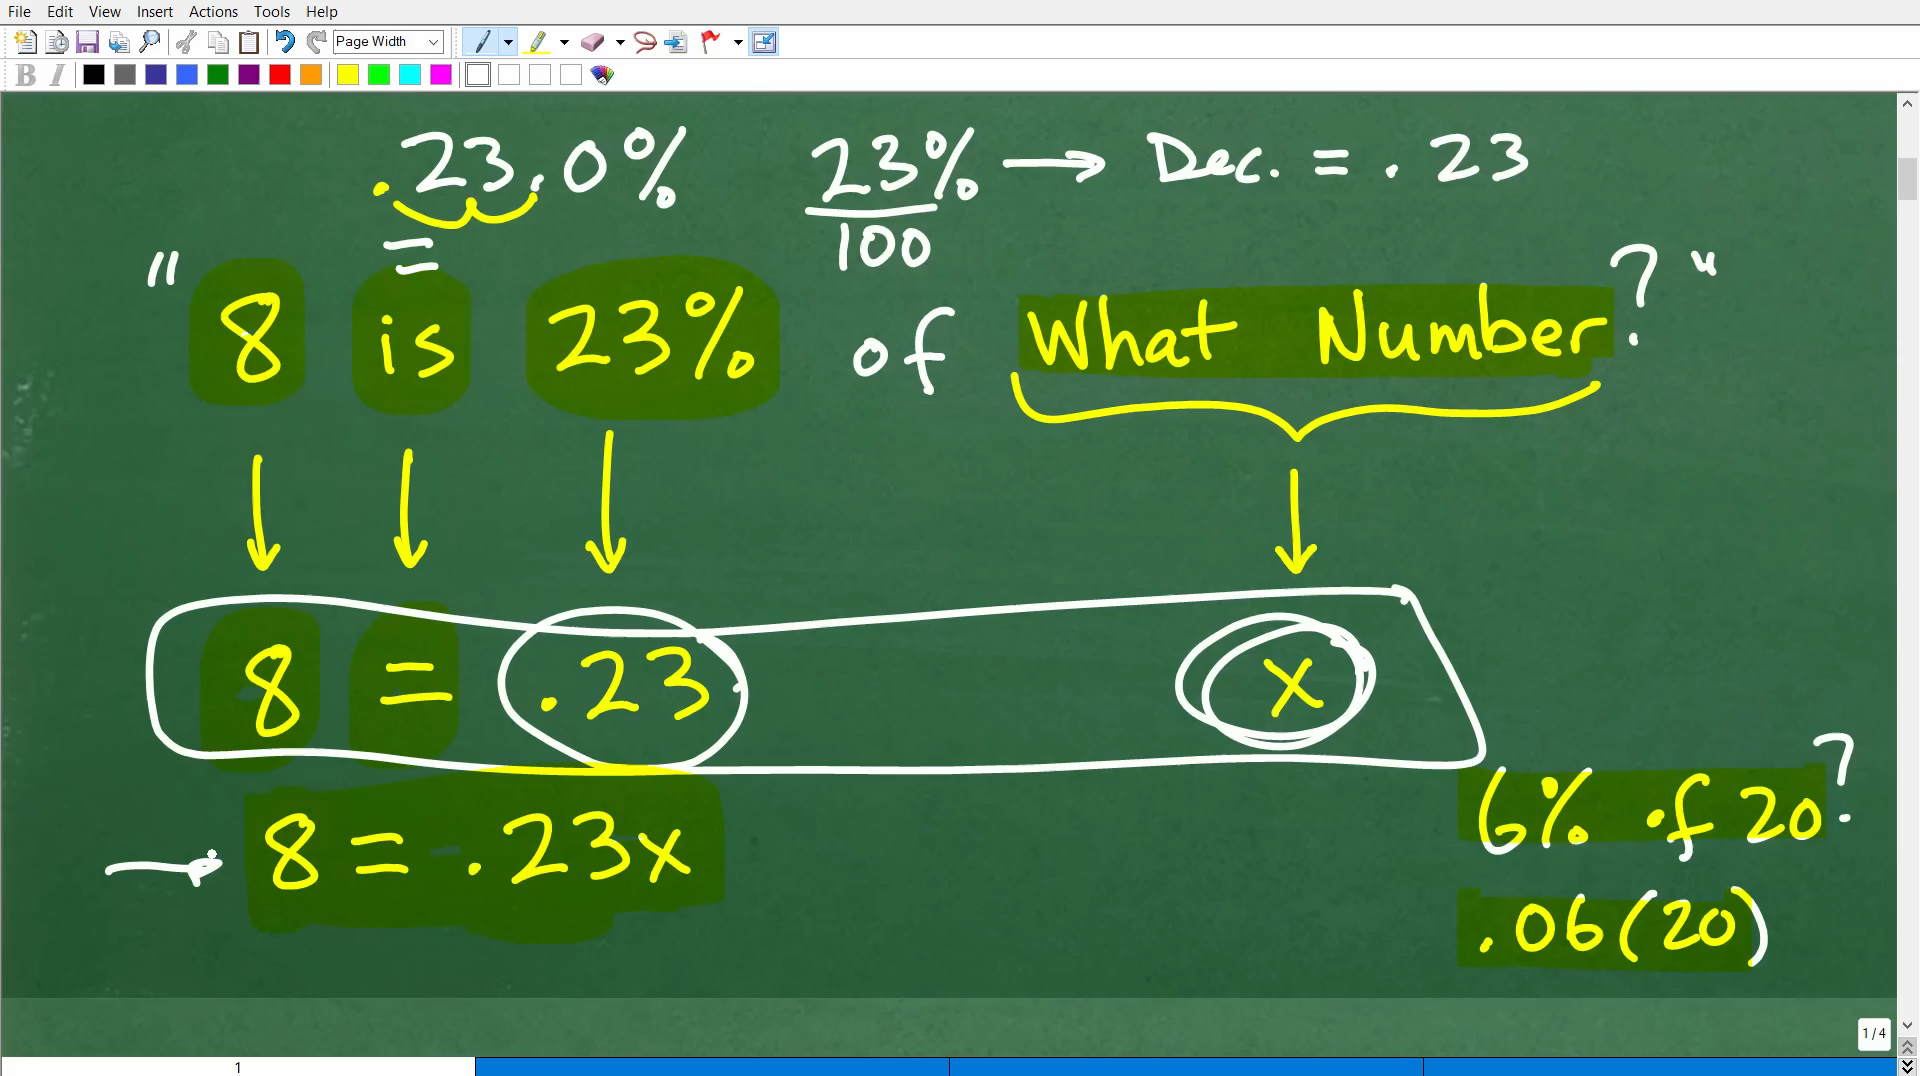 File Edit View Insert Actions Tools Help
Page Width
B I
.23.0% 23% → Dec. = .23
100
=
" 8 is 23% of What Number ? "
8 = .23 x
→ 8 = .23x
6% of 20?
.06(20)
1 / 4
1